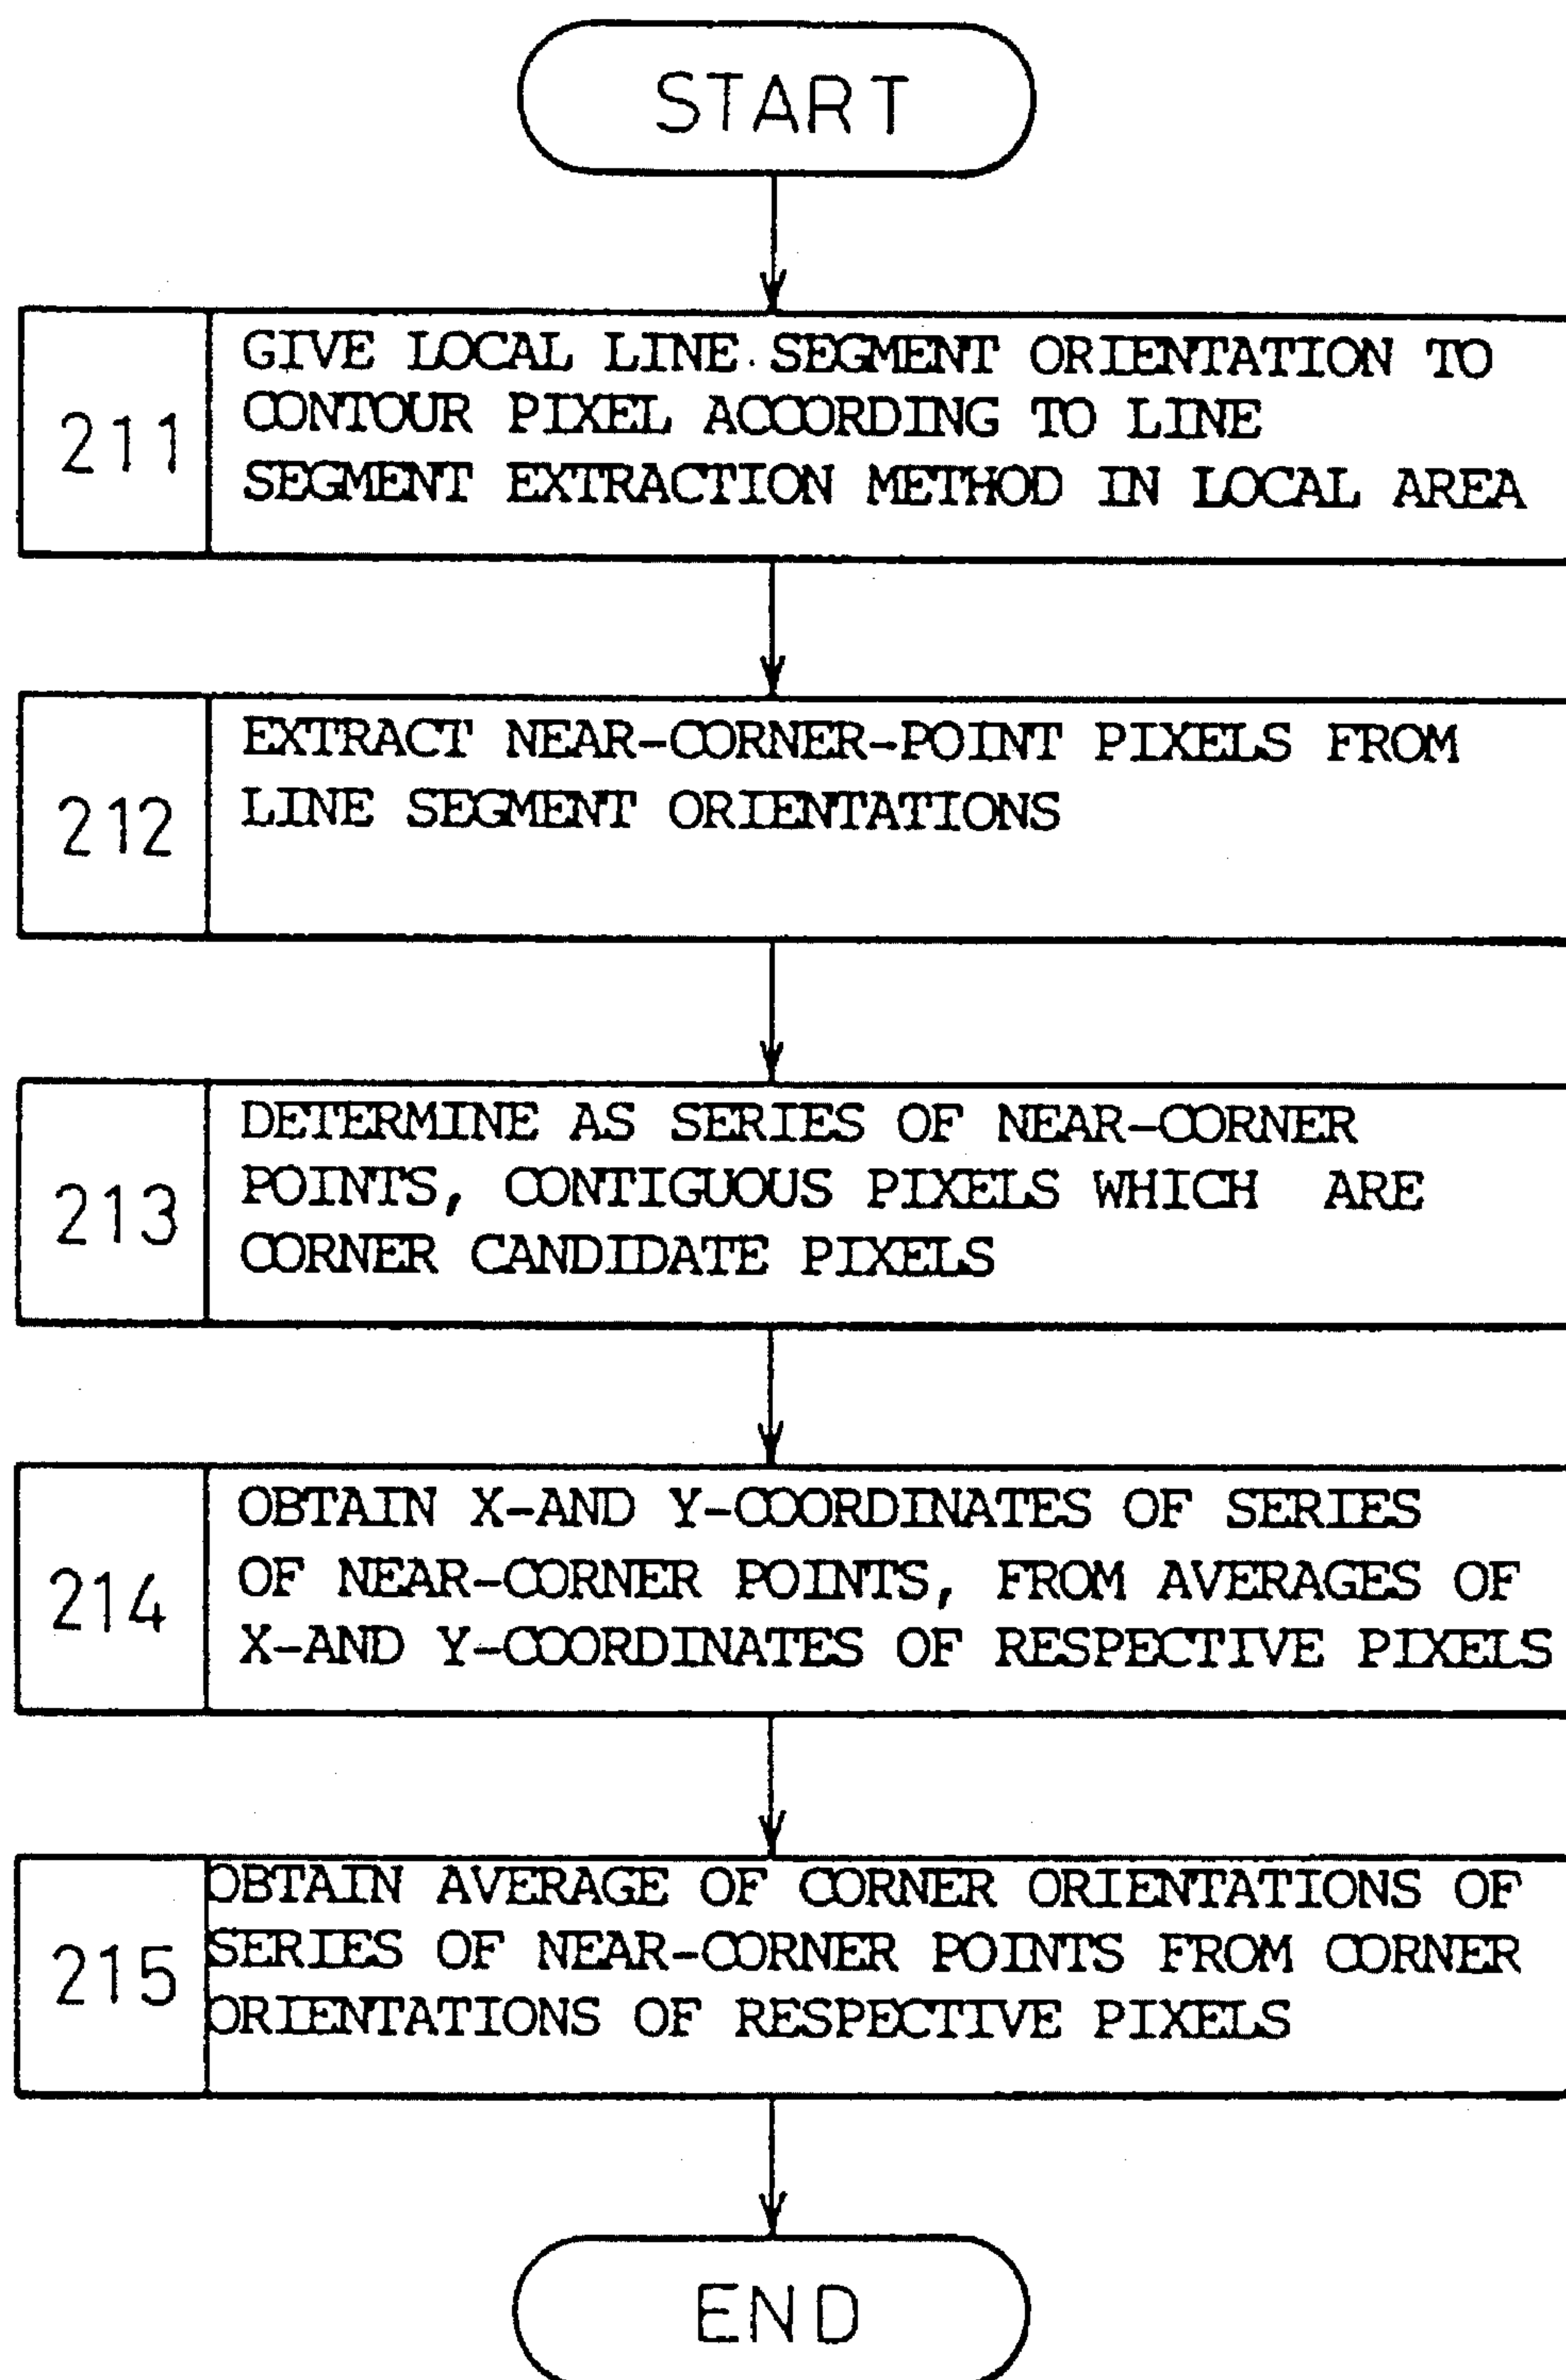 START
211
GIVE LOCAL LINE SEGMENT ORIENTATION TO
CONTOUR PIXEL ACCORDING TO LINE
SEGMENT EXTRACTION METHOD IN LOCAL AREA
212
EXTRACT NEAR-CORNER-POINT PIXELS FROM
LINE SEGMENT ORIENTATIONS
213
DETERMINE AS SERIES OF NEAR-CORNER
POINTS, CONTIGUOUS PIXELS WHICH ARE
CORNER CANDIDATE PIXELS
214
OBTAIN X-AND Y-COORDINATES OF SERIES
OF NEAR-CORNER POINTS, FROM AVERAGES OF
X-AND Y-COORDINATES OF RESPECTIVE PIXELS
215
OBTAIN AVERAGE OF CORNER ORIENTATIONS OF
SERIES OF NEAR-CORNER POINTS FROM CORNER
ORIENTATIONS OF RESPECTIVE PIXELS
END